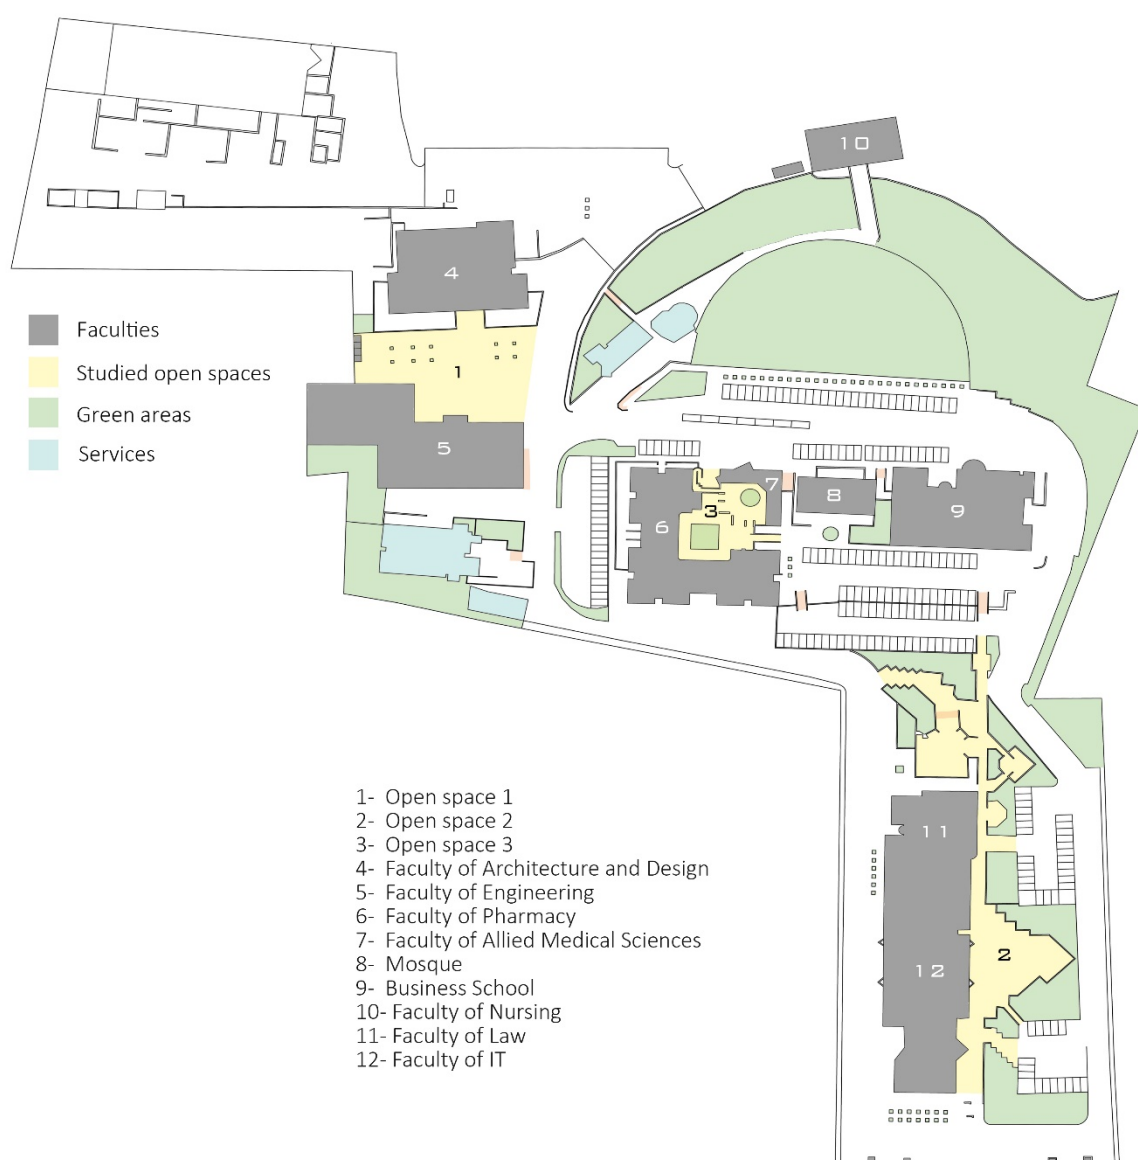 10
4
Faculties
Studied open spaces
1
Green areas
5
Services
7
8
3
6
9
1- Open space 1
2- Open space 2
3- Open space 3
4- Faculty of Architecture and Design
5- Faculty of Engineering
6- Faculty of Pharmacy
7- Faculty of Allied Medical Sciences
8- Mosque
9- Business School
10- Faculty of Nursing
11- Faculty of Law
12- Faculty of IT
11
2
12